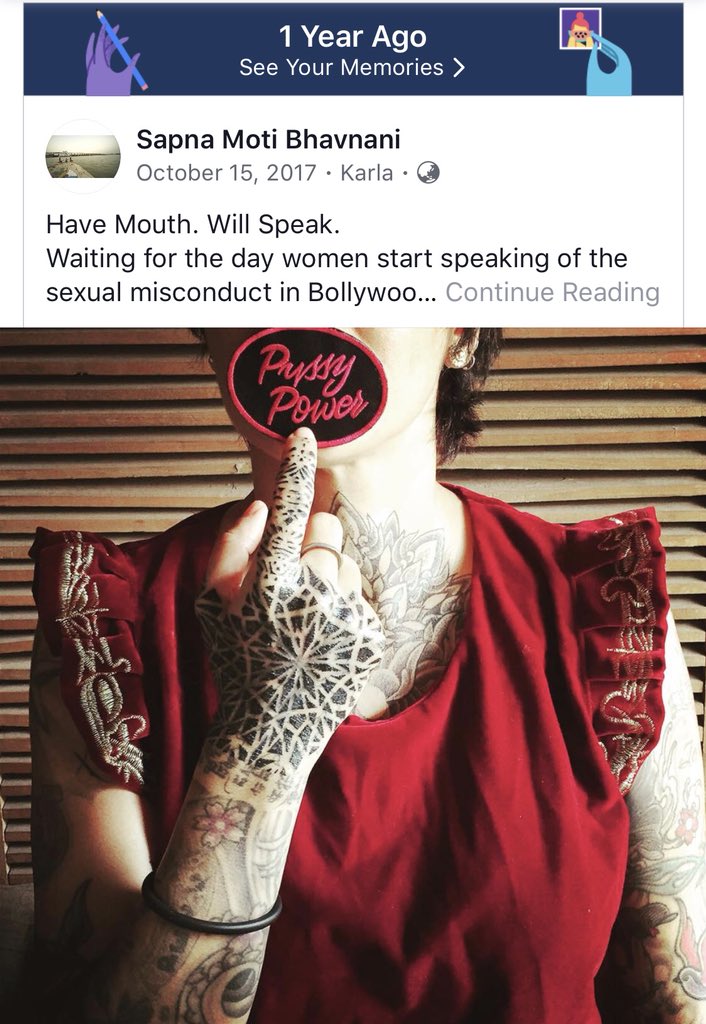 1 Year Ago
See Your Memories >
Sapna Moti Bhavnani
October 15, 2017 · Karla ·
Have Mouth. Will Speak.
Waiting for the day women start speaking of the
sexual misconduct in Bollywoo... Continue Reading
Pussy
Power